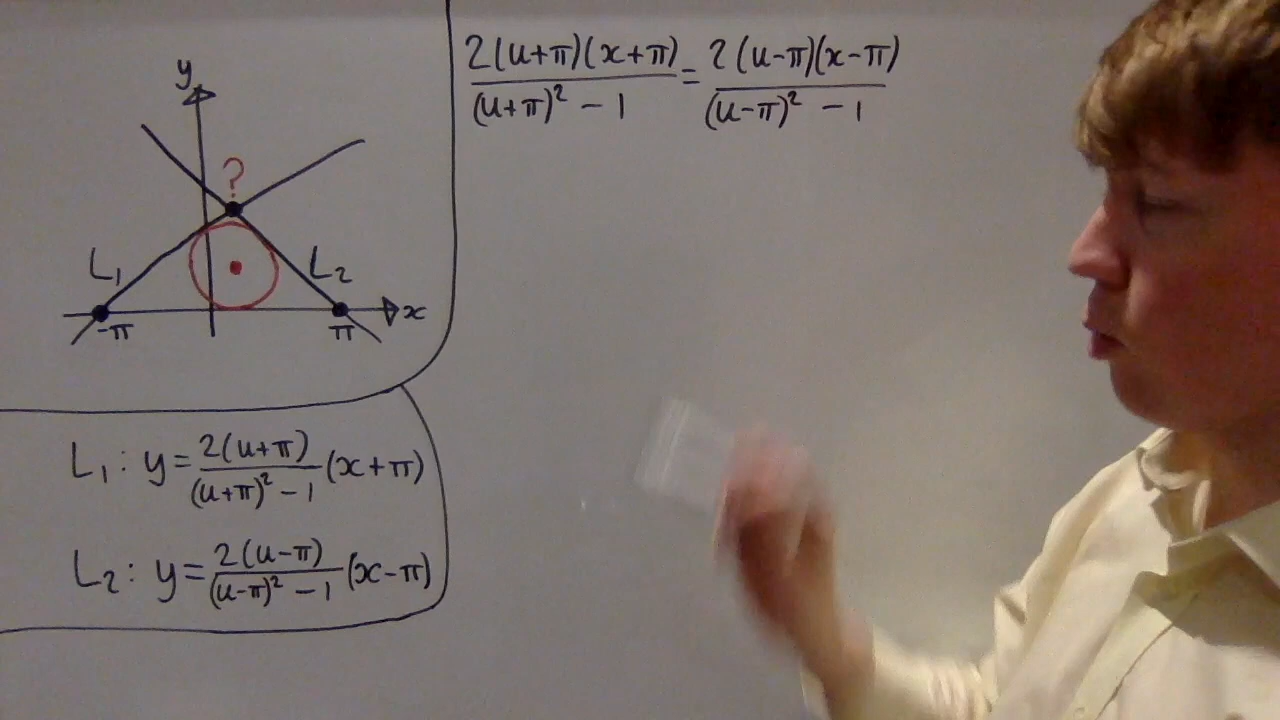 y
?
L₁ L₂
-π π x
L₁: y = 2(u+π)/((u+π)² - 1) (x+π)
L₂: y = 2(u-π)/((u-π)² - 1) (x-π)
2(u+π)(x+π)/((u+π)² - 1) = 2(u-π)(x-π)/((u-π)² - 1)